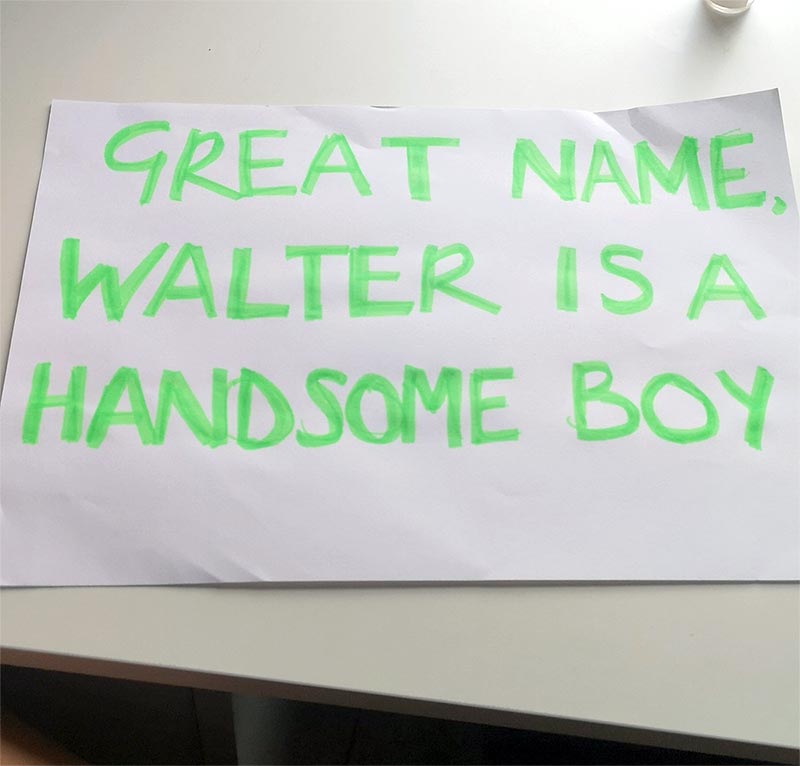 GREAT NAME,
WALTER IS A
HANDSOME BOY